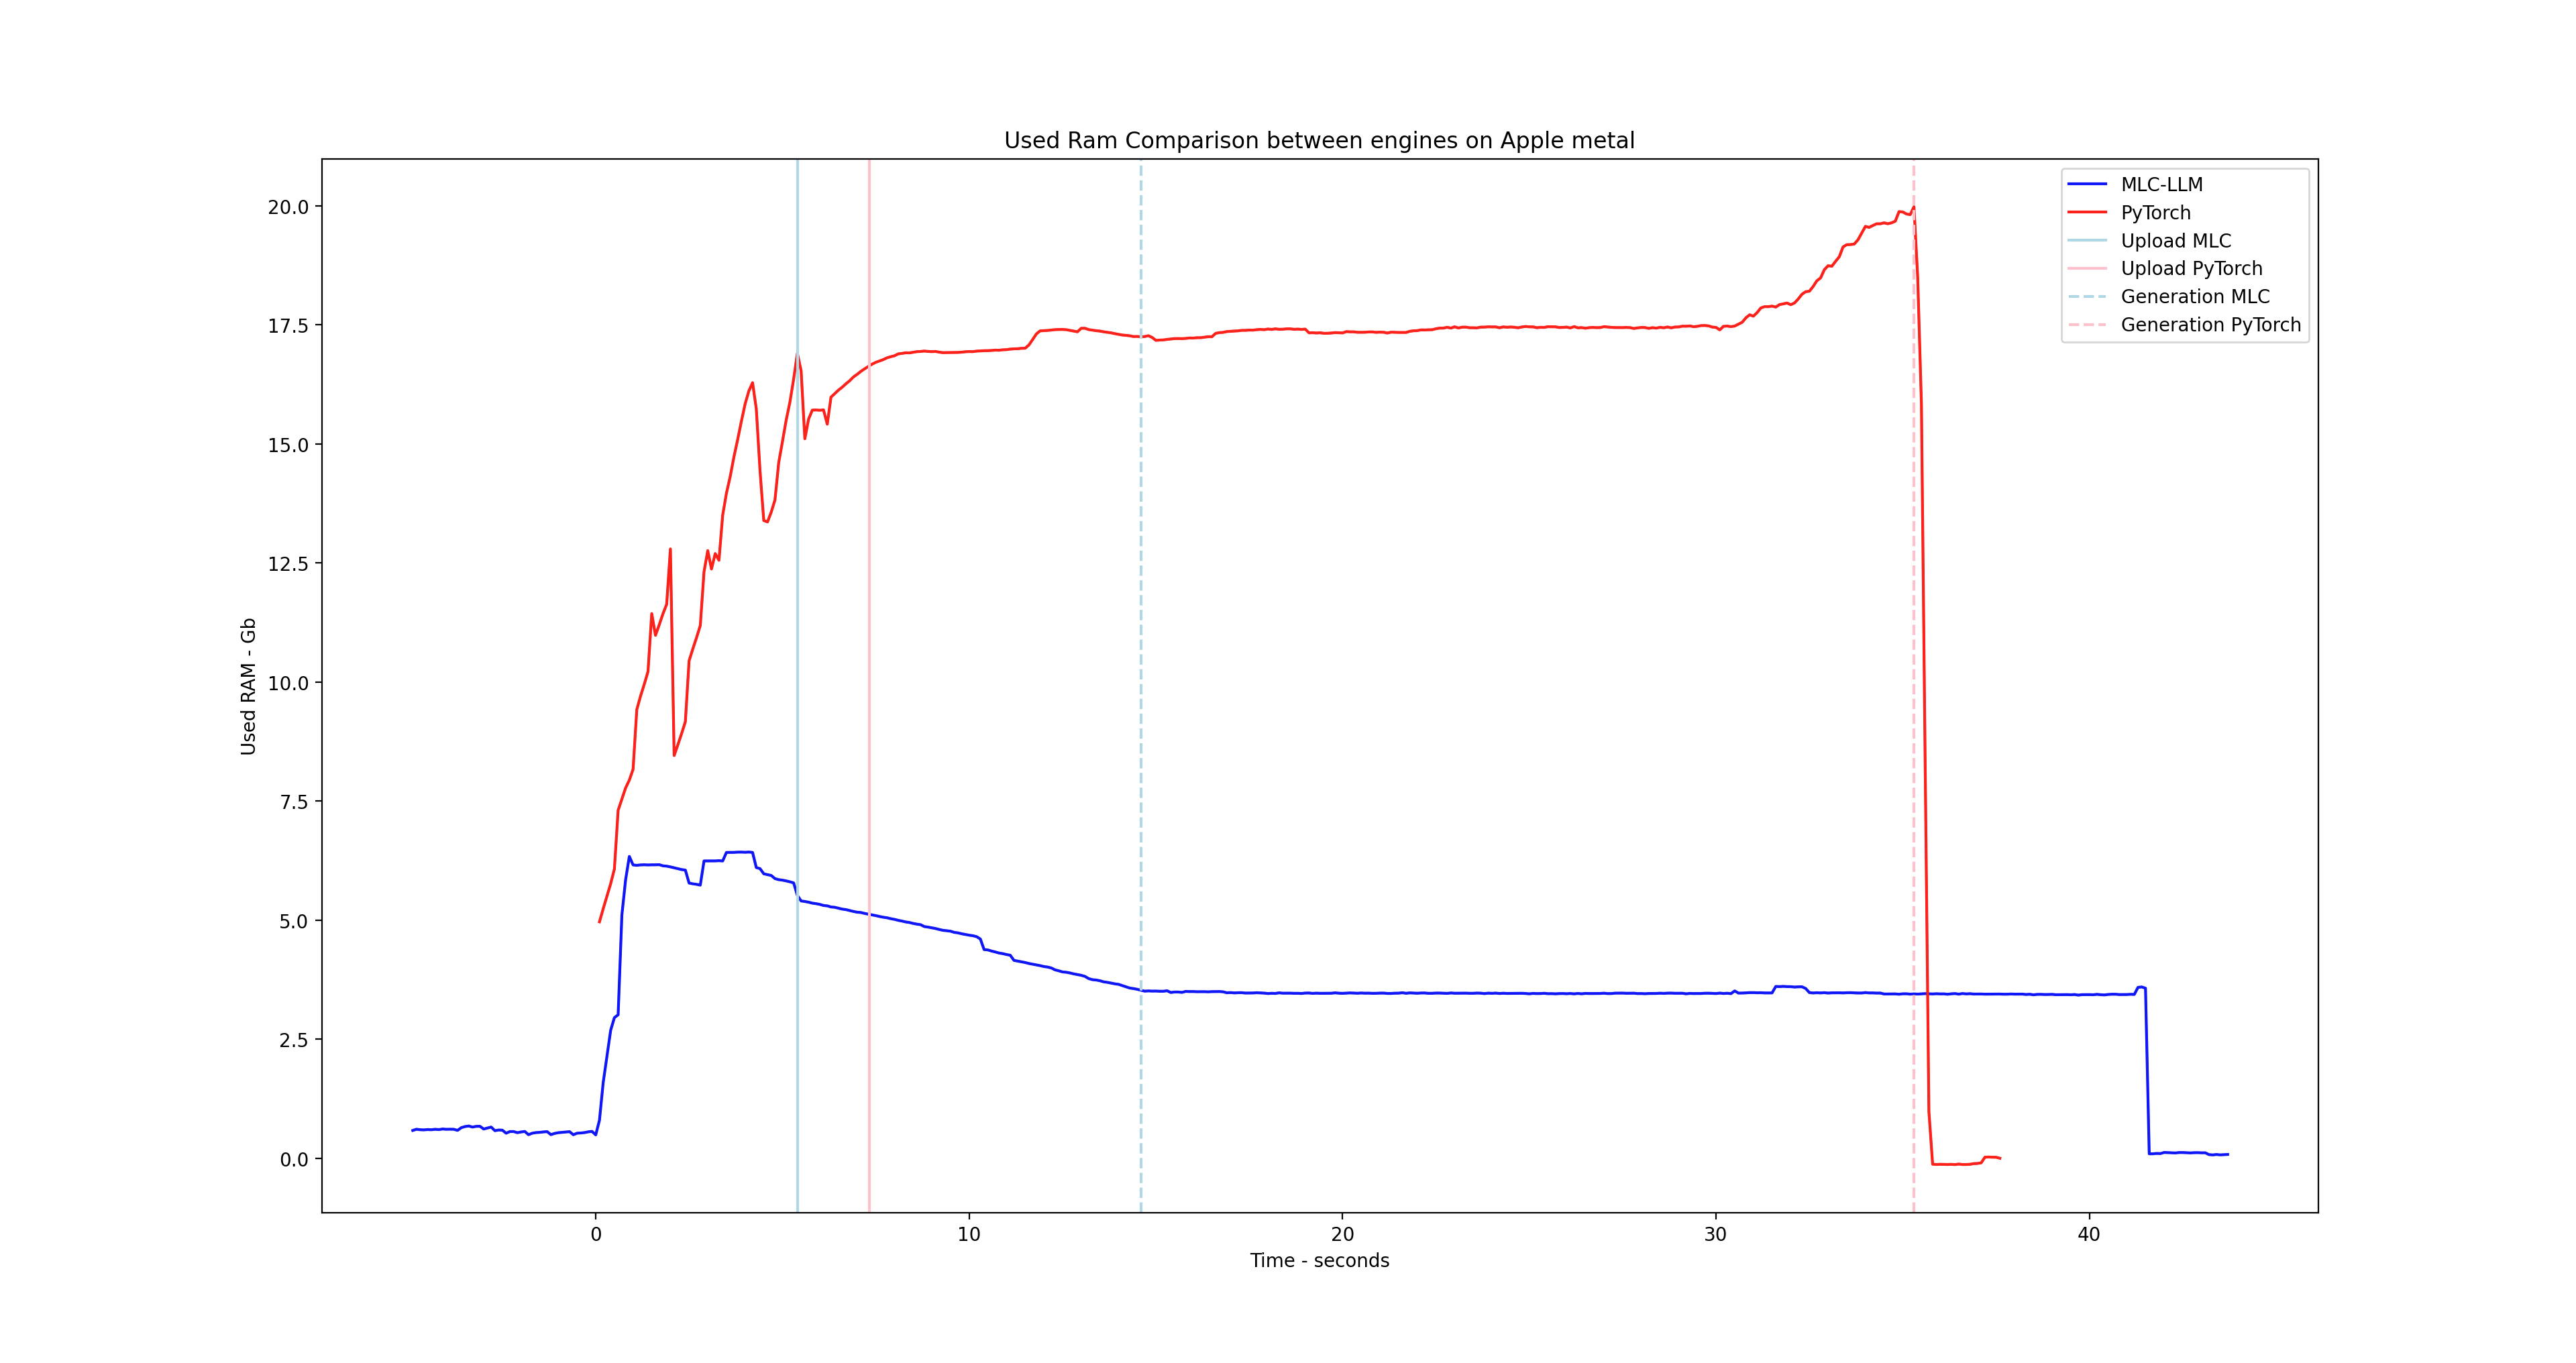 Used Ram Comparison between engines on Apple metal
MLC-LLM
PyTorch
Upload MLC
Upload PyTorch
Generation MLC
Generation PyTorch
Used RAM - Gb
20.0
17.5
15.0
12.5
10.0
7.5
5.0
2.5
0.0
0 10 20 30 40
Time - seconds